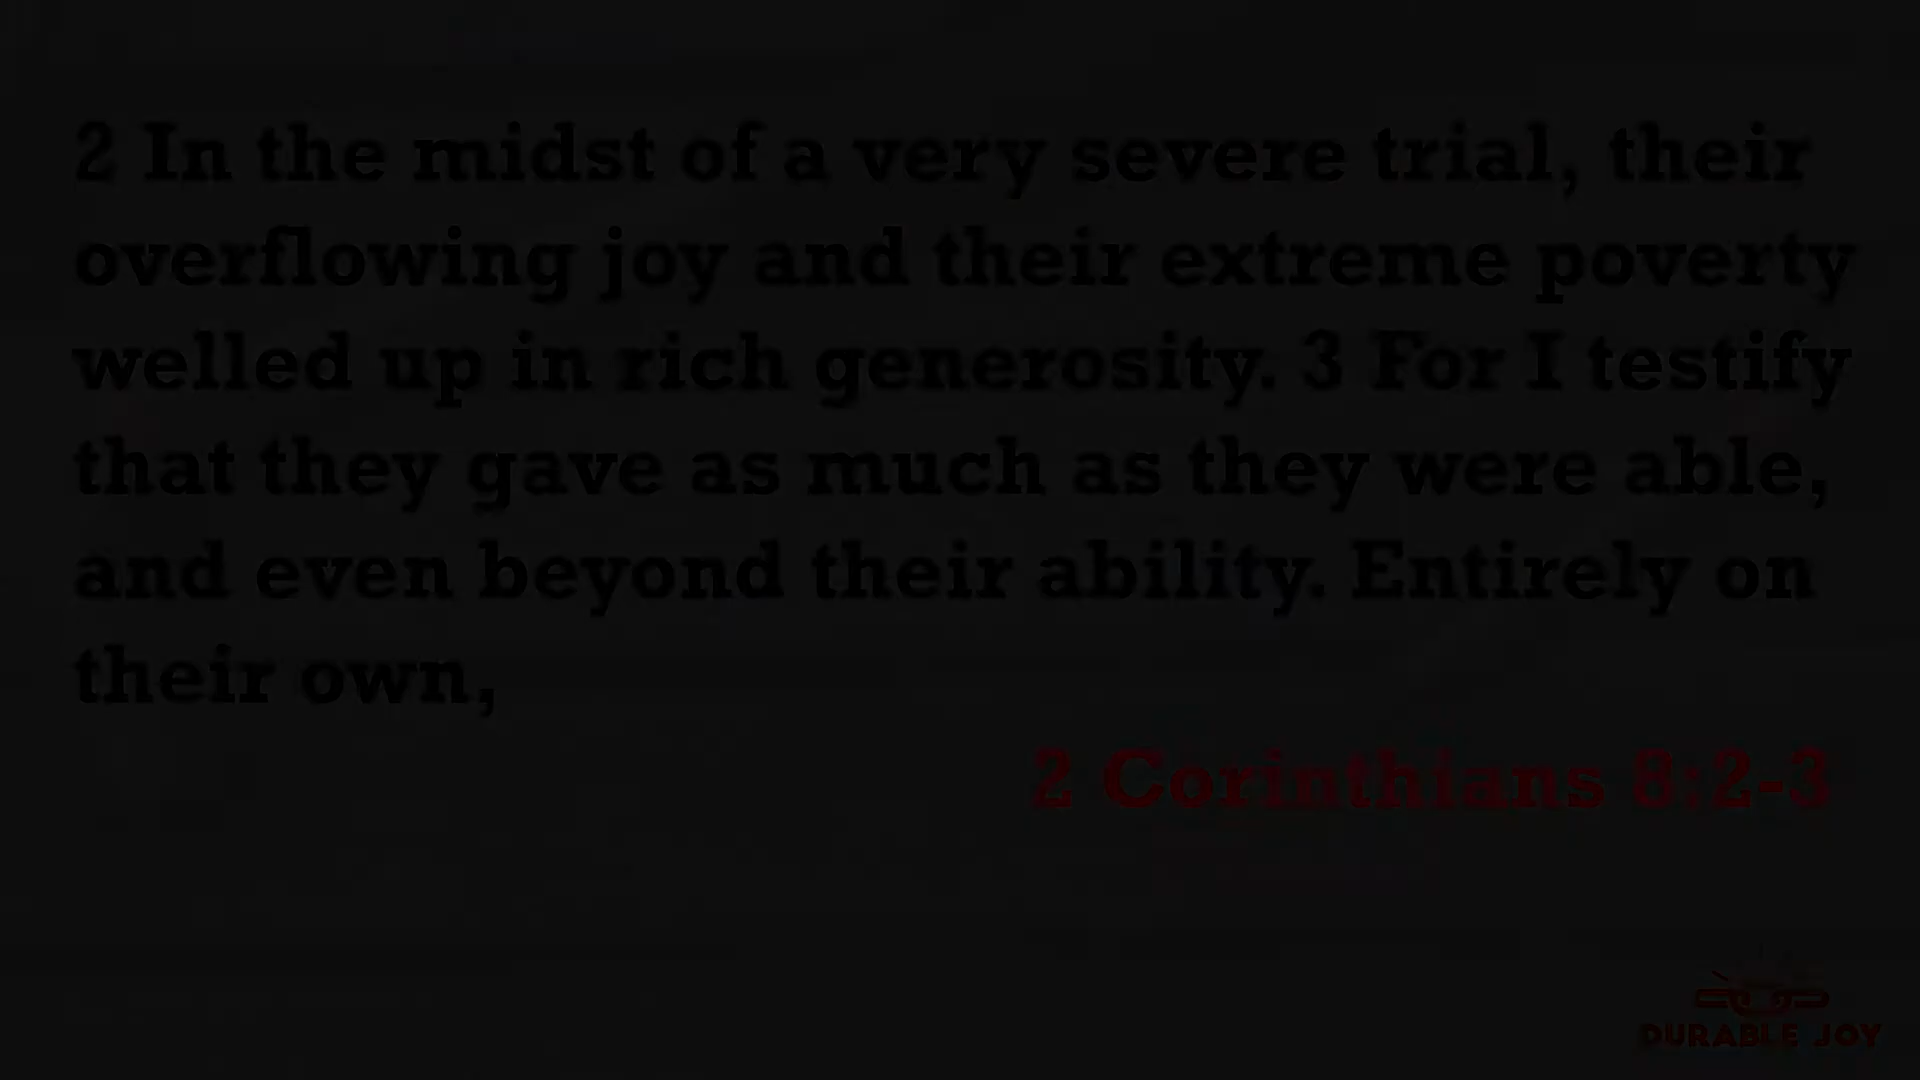 2 In the midst of a very severe trial, their
overflowing joy and their extreme poverty
welled up in rich generosity. 3 For I testify
that they gave as much as they were able,
and even beyond their ability. Entirely on
their own,
2 Corinthians 8:2-3
DURABLE JOY